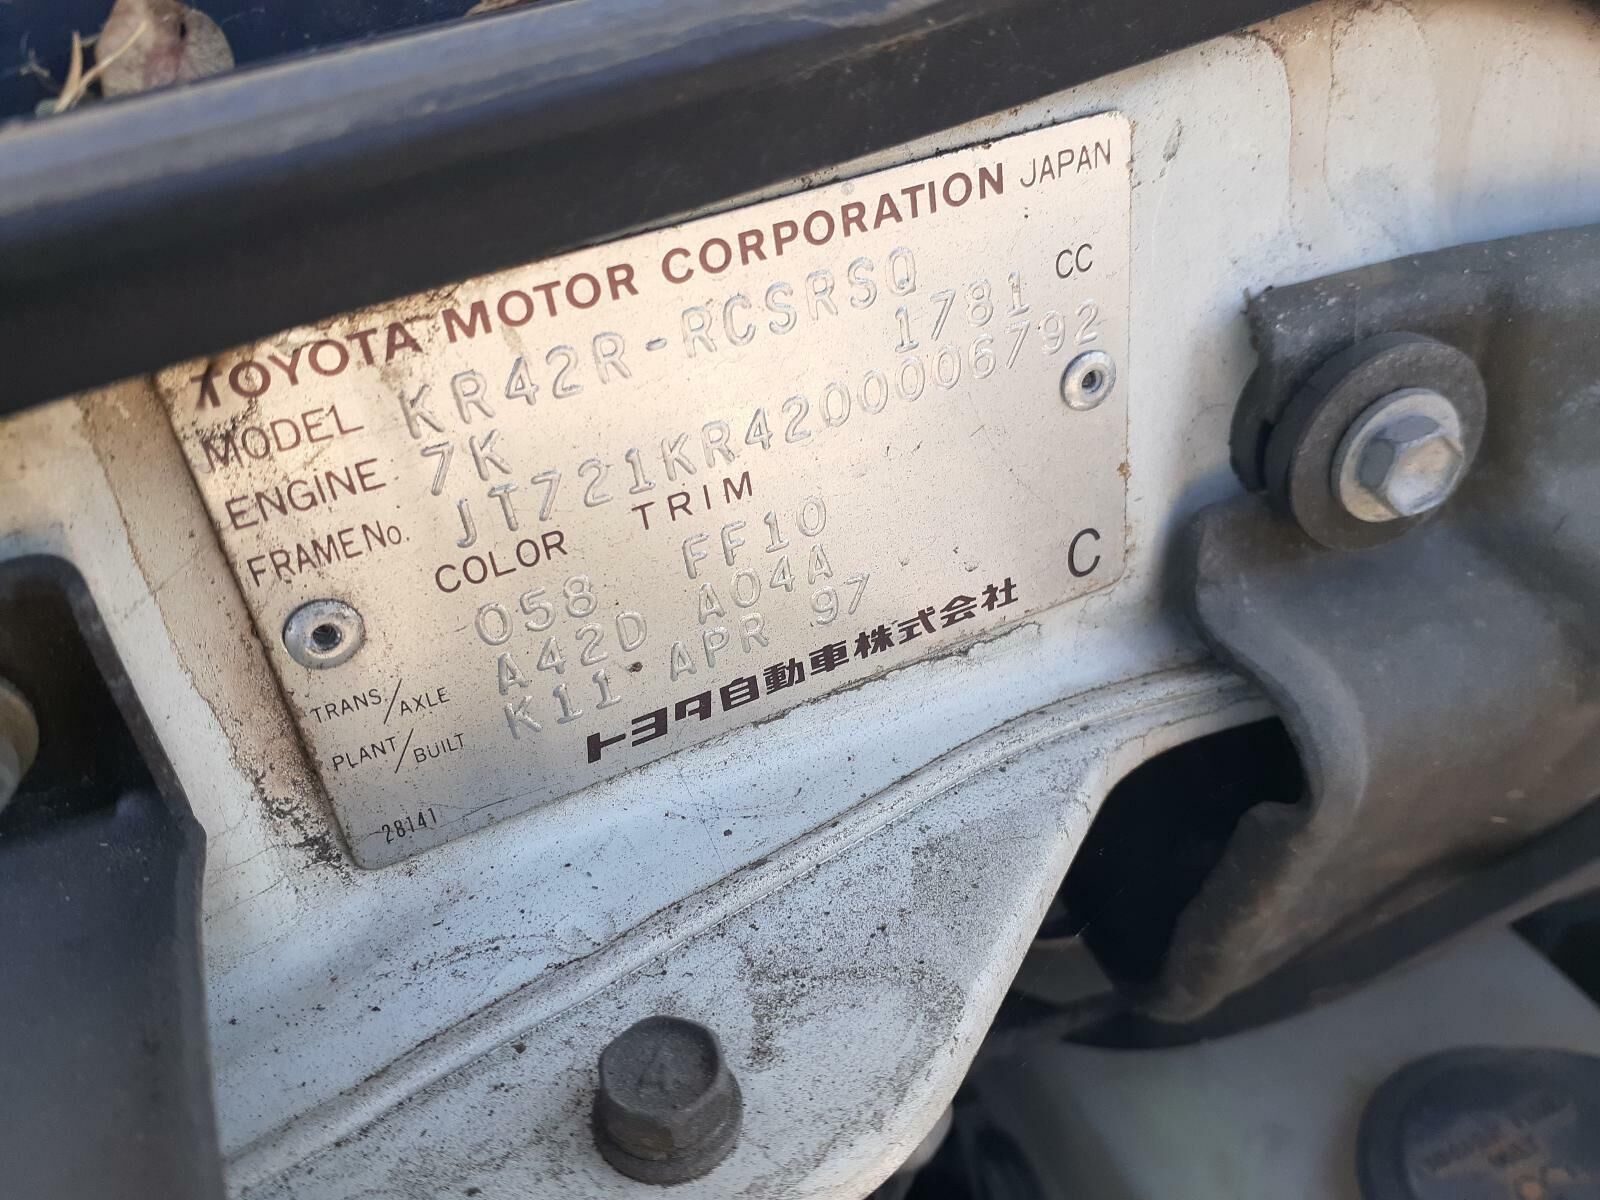 TOYOTA MOTOR CORPORATION JAPAN
MODEL KR42R-RCSRSQ
ENGINE 7K 1781 CC
FRAME No. JT721KR4200006792
COLOR TRIM
058 FF10
TRANS/AXLE A42D A04A
PLANT/BUILT K11 APR 97
トヨタ自動車株式会社 C
28141